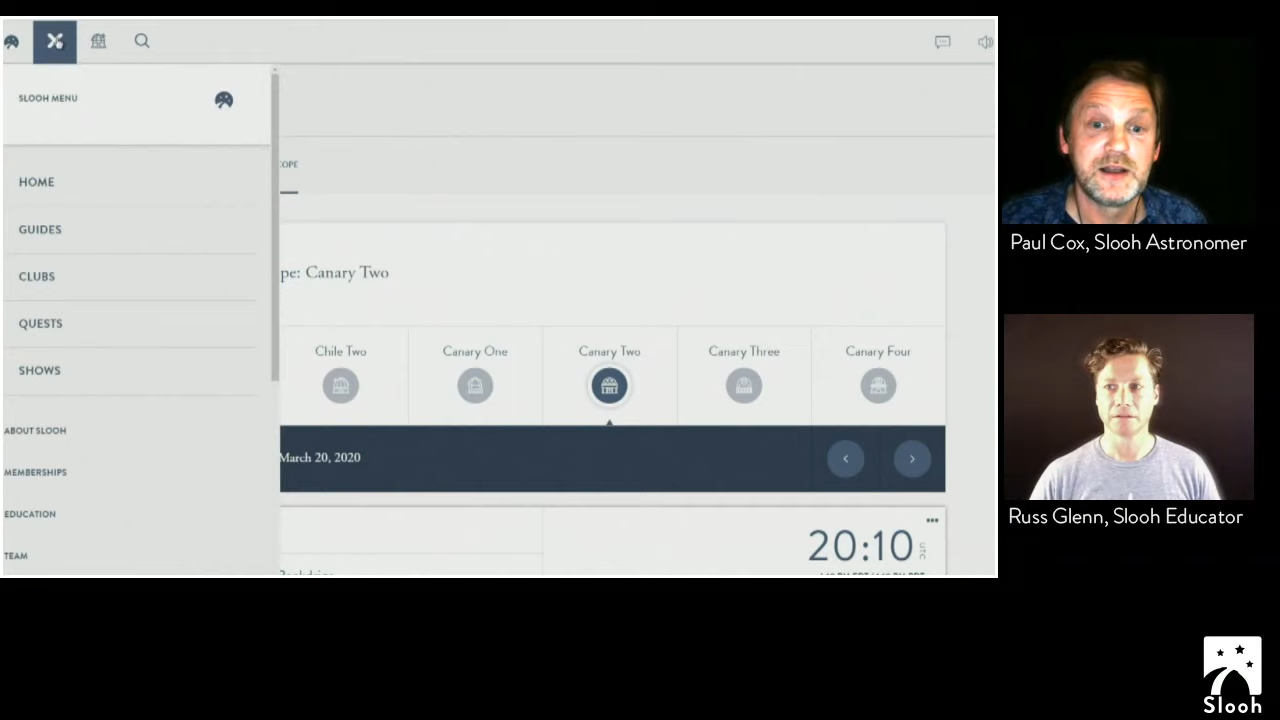 SLOOH MENU
HOME
GUIDES
CLUBS
QUESTS
SHOWS
ABOUT SLOOH
MEMBERSHIPS
EDUCATION
TEAM
OPE
pe: Canary Two
Chile Two
Canary One
Canary Two
Canary Three
Canary Four
March 20, 2020
20:10
UTC
Paul Cox, Slooh Astronomer
Russ Glenn, Slooh Educator
Slooh